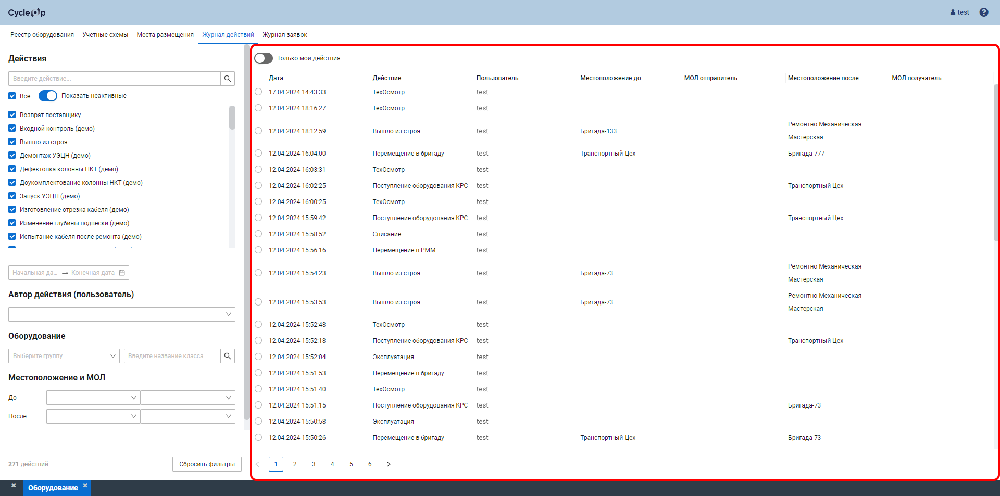 CycleOp
test
Реестр оборудования Учетные схемы Места размещения Журнал действий Журнал заявок
Действия
Введите действие...
Все Показать неактивные
Возврат поставщику
Входной контроль (демо)
Вышло из строя
Демонтаж УЭЦН (демо)
Дефектовка колонны НКТ (демо)
Доукомплектование колонны НКТ (демо)
Запуск УЭЦН (демо)
Изготовление отрезка кабеля (демо)
Изменение глубины подвески (демо)
Испытание кабеля после ремонта (демо)
Начальная да... Конечная дата
Автор действия (пользователь)
Оборудование
Выберите группу Введите название класса
Местоположение и МОЛ
До
После
271 действий Сбросить фильтры
Только мои действия
Дата Действие Пользователь Местоположение до МОЛ отправитель Местоположение после МОЛ получатель
17.04.2024 14:43:33 ТехОсмотр test
12.04.2024 18:16:27 ТехОсмотр test
12.04.2024 18:12:59 Вышло из строя test Бригада-133 Ремонтно Механическая
Мастерская
12.04.2024 16:04:00 Перемещение в бригаду test Транспортный Цех Бригада-777
12.04.2024 16:03:31 ТехОсмотр test
12.04.2024 16:02:25 Поступление оборудования КРС test Транспортный Цех
12.04.2024 16:00:25 ТехОсмотр test
12.04.2024 15:59:42 Поступление оборудования КРС test Транспортный Цех
12.04.2024 15:58:52 Списание test
12.04.2024 15:56:16 Перемещение в РММ test
12.04.2024 15:54:23 Вышло из строя test Бригада-73 Ремонтно Механическая
Мастерская
12.04.2024 15:53:53 Вышло из строя test Бригада-73 Ремонтно Механическая
Мастерская
12.04.2024 15:52:48 ТехОсмотр test
12.04.2024 15:52:18 Поступление оборудования КРС test Транспортный Цех
12.04.2024 15:52:04 Эксплуатация test
12.04.2024 15:51:53 Перемещение в бригаду test
12.04.2024 15:51:40 ТехОсмотр test
12.04.2024 15:51:15 Поступление оборудования КРС test Бригада-73
12.04.2024 15:50:58 Эксплуатация test
12.04.2024 15:50:26 Перемещение в бригаду test Транспортный Цех Бригада-73
1 2 3 4 5 6
Оборудование